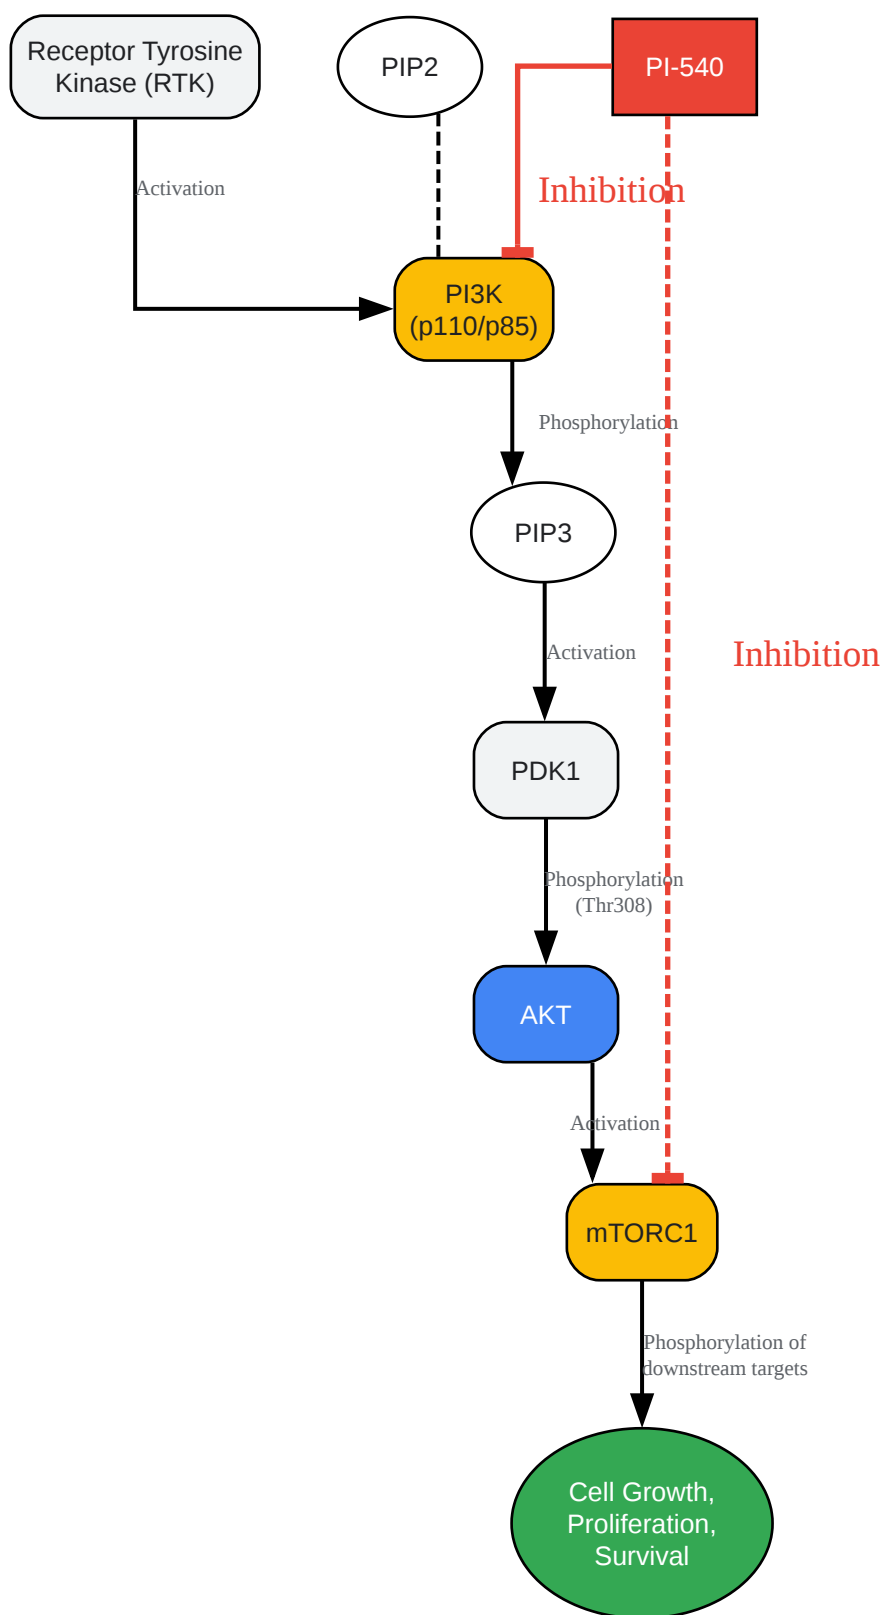 Receptor Tyrosine
Kinase (RTK)
PIP2
PI-540
Activation
Inhibition
PI3K
(p110/p85)
Phosphorylation
PIP3
Activation
Inhibition
PDK1
Phosphorylation
(Thr308)
AKT
Activation
mTORC1
Phosphorylation of
downstream targets
Cell Growth,
Proliferation,
Survival